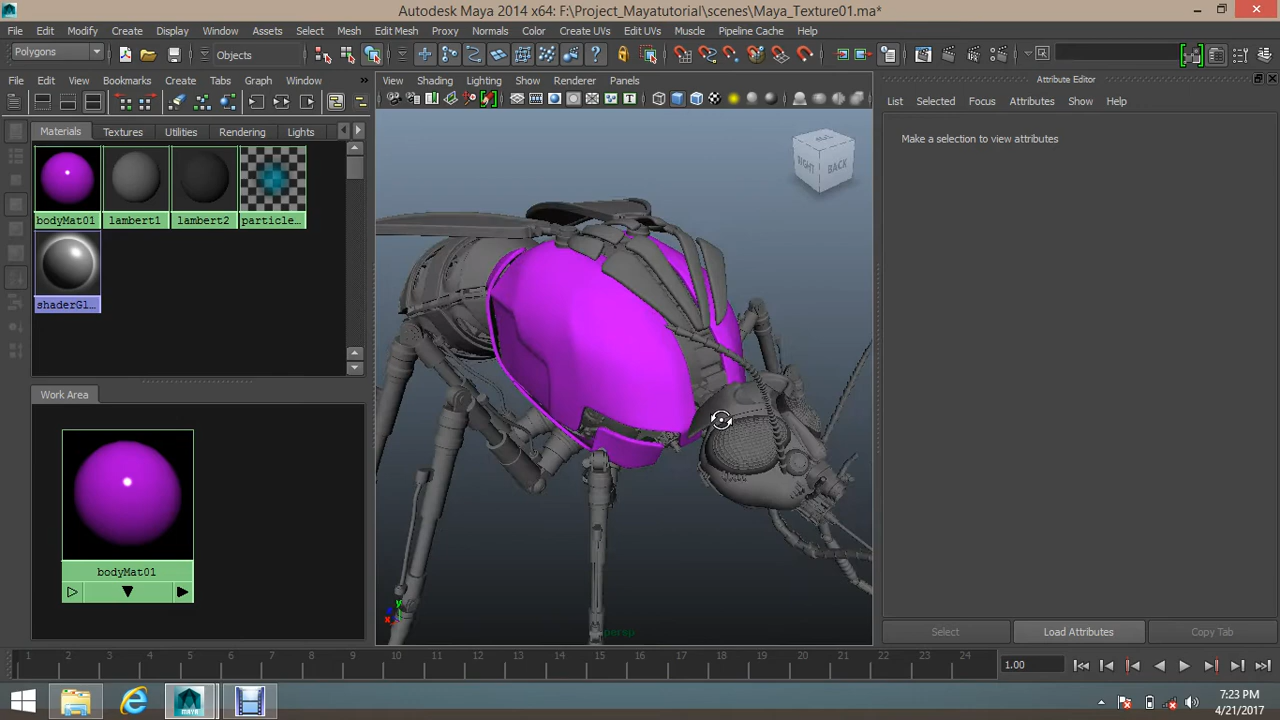 Autodesk Maya 2014 x64: F:\Project_Mayatutorial\scenes\Maya_Texture01.ma*
File Edit Modify Create Display Window Assets Select Mesh Edit Mesh Proxy Normals Color Create UVs Edit UVs Muscle Pipeline Cache Help
Polygons Objects
File Edit View Bookmarks Create Tabs Graph Window
View Shading Lighting Show Renderer Panels
Attribute Editor
List Selected Focus Attributes Show Help
Materials Textures Utilities Rendering Lights
Make a selection to view attributes
RIGHT BACK
bodyMat01 lambert1 lambert2 particle...
shaderGl...
Work Area
bodyMat01
y
x
persp
Select Load Attributes Copy Tab
1 2 3 4 5 6 7 8 9 10 11 12 13 14 15 16 17 18 19 20 21 22 23 24 1.00
MAYA
7:23 PM
4/21/2017